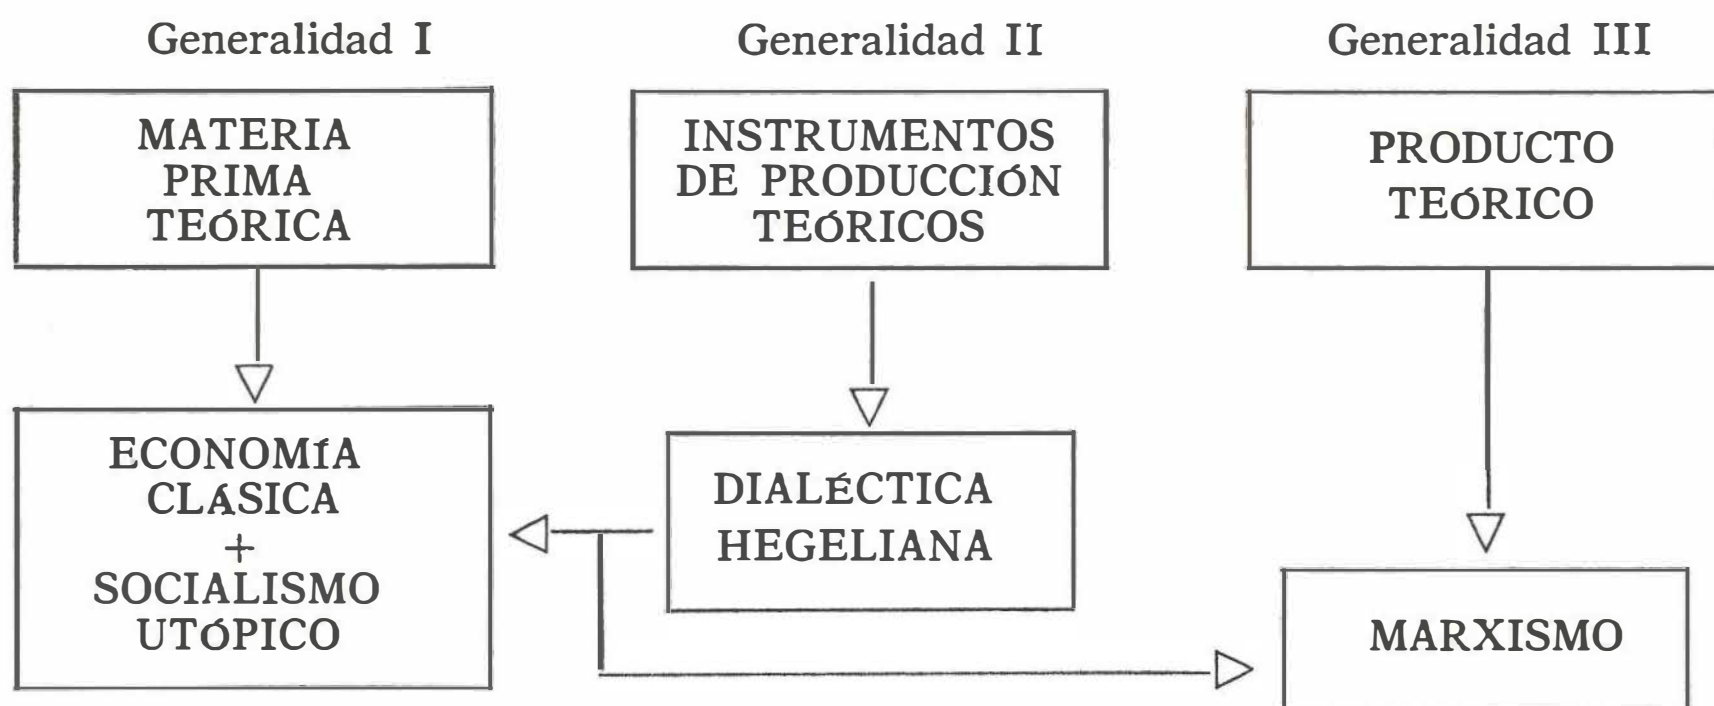 Generalidad I
Generalidad II
Generalidad III
MATERIA
PRIMA
TEÓRICA
INSTRUMENTOS
DE PRODUCCIÓN
TEÓRICOS
PRODUCTO
TEÓRICO
ECONOMÍA
CLÁSICA
+
SOCIALISMO
UTÓPICO
DIALÉCTICA
HEGELIANA
MARXISMO